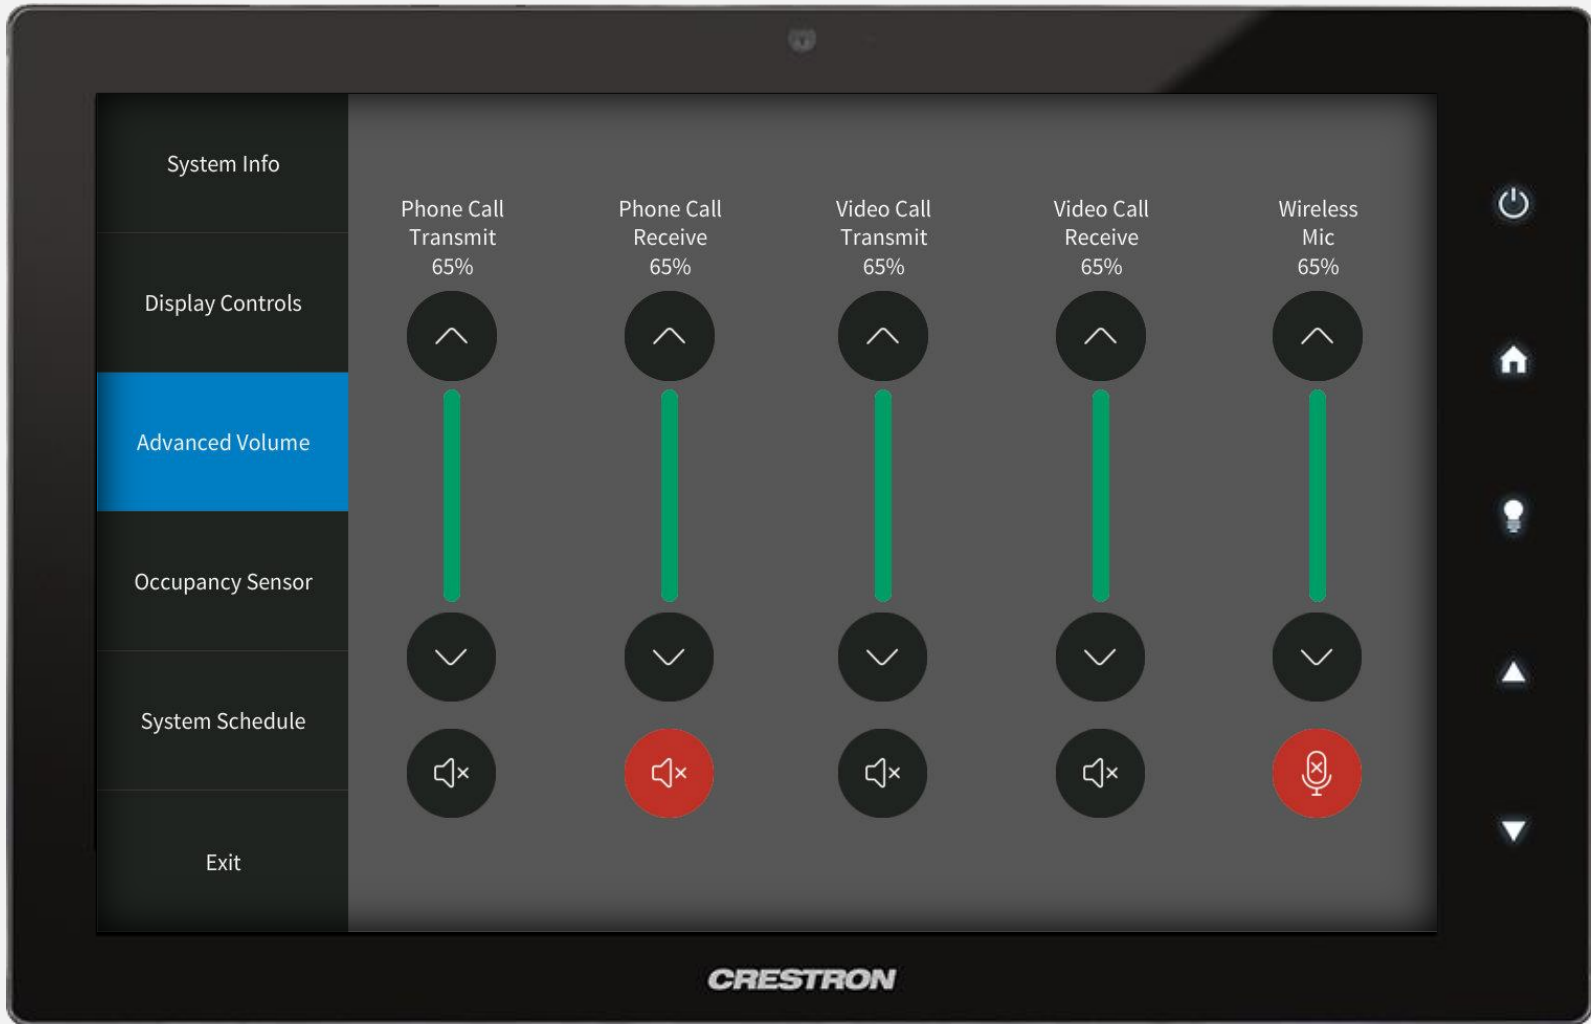 System Info
Display Controls
Advanced Volume
Occupancy Sensor
System Schedule
Exit
Phone Call
Transmit
65%
Phone Call
Receive
65%
Video Call
Transmit
65%
Video Call
Receive
65%
Wireless
Mic
65%
CRESTRON